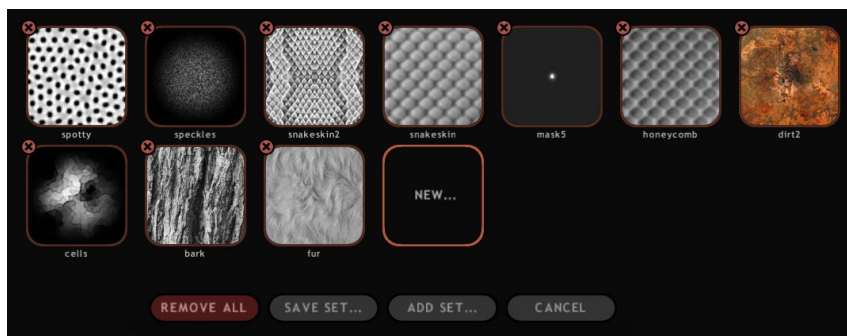 spotty
speckles
snakeskin2
snakeskin
mask5
honeycomb
dirt2
NEW...
cells
bark
fur
REMOVE ALL
SAVE SET...
ADD SET...
CANCEL